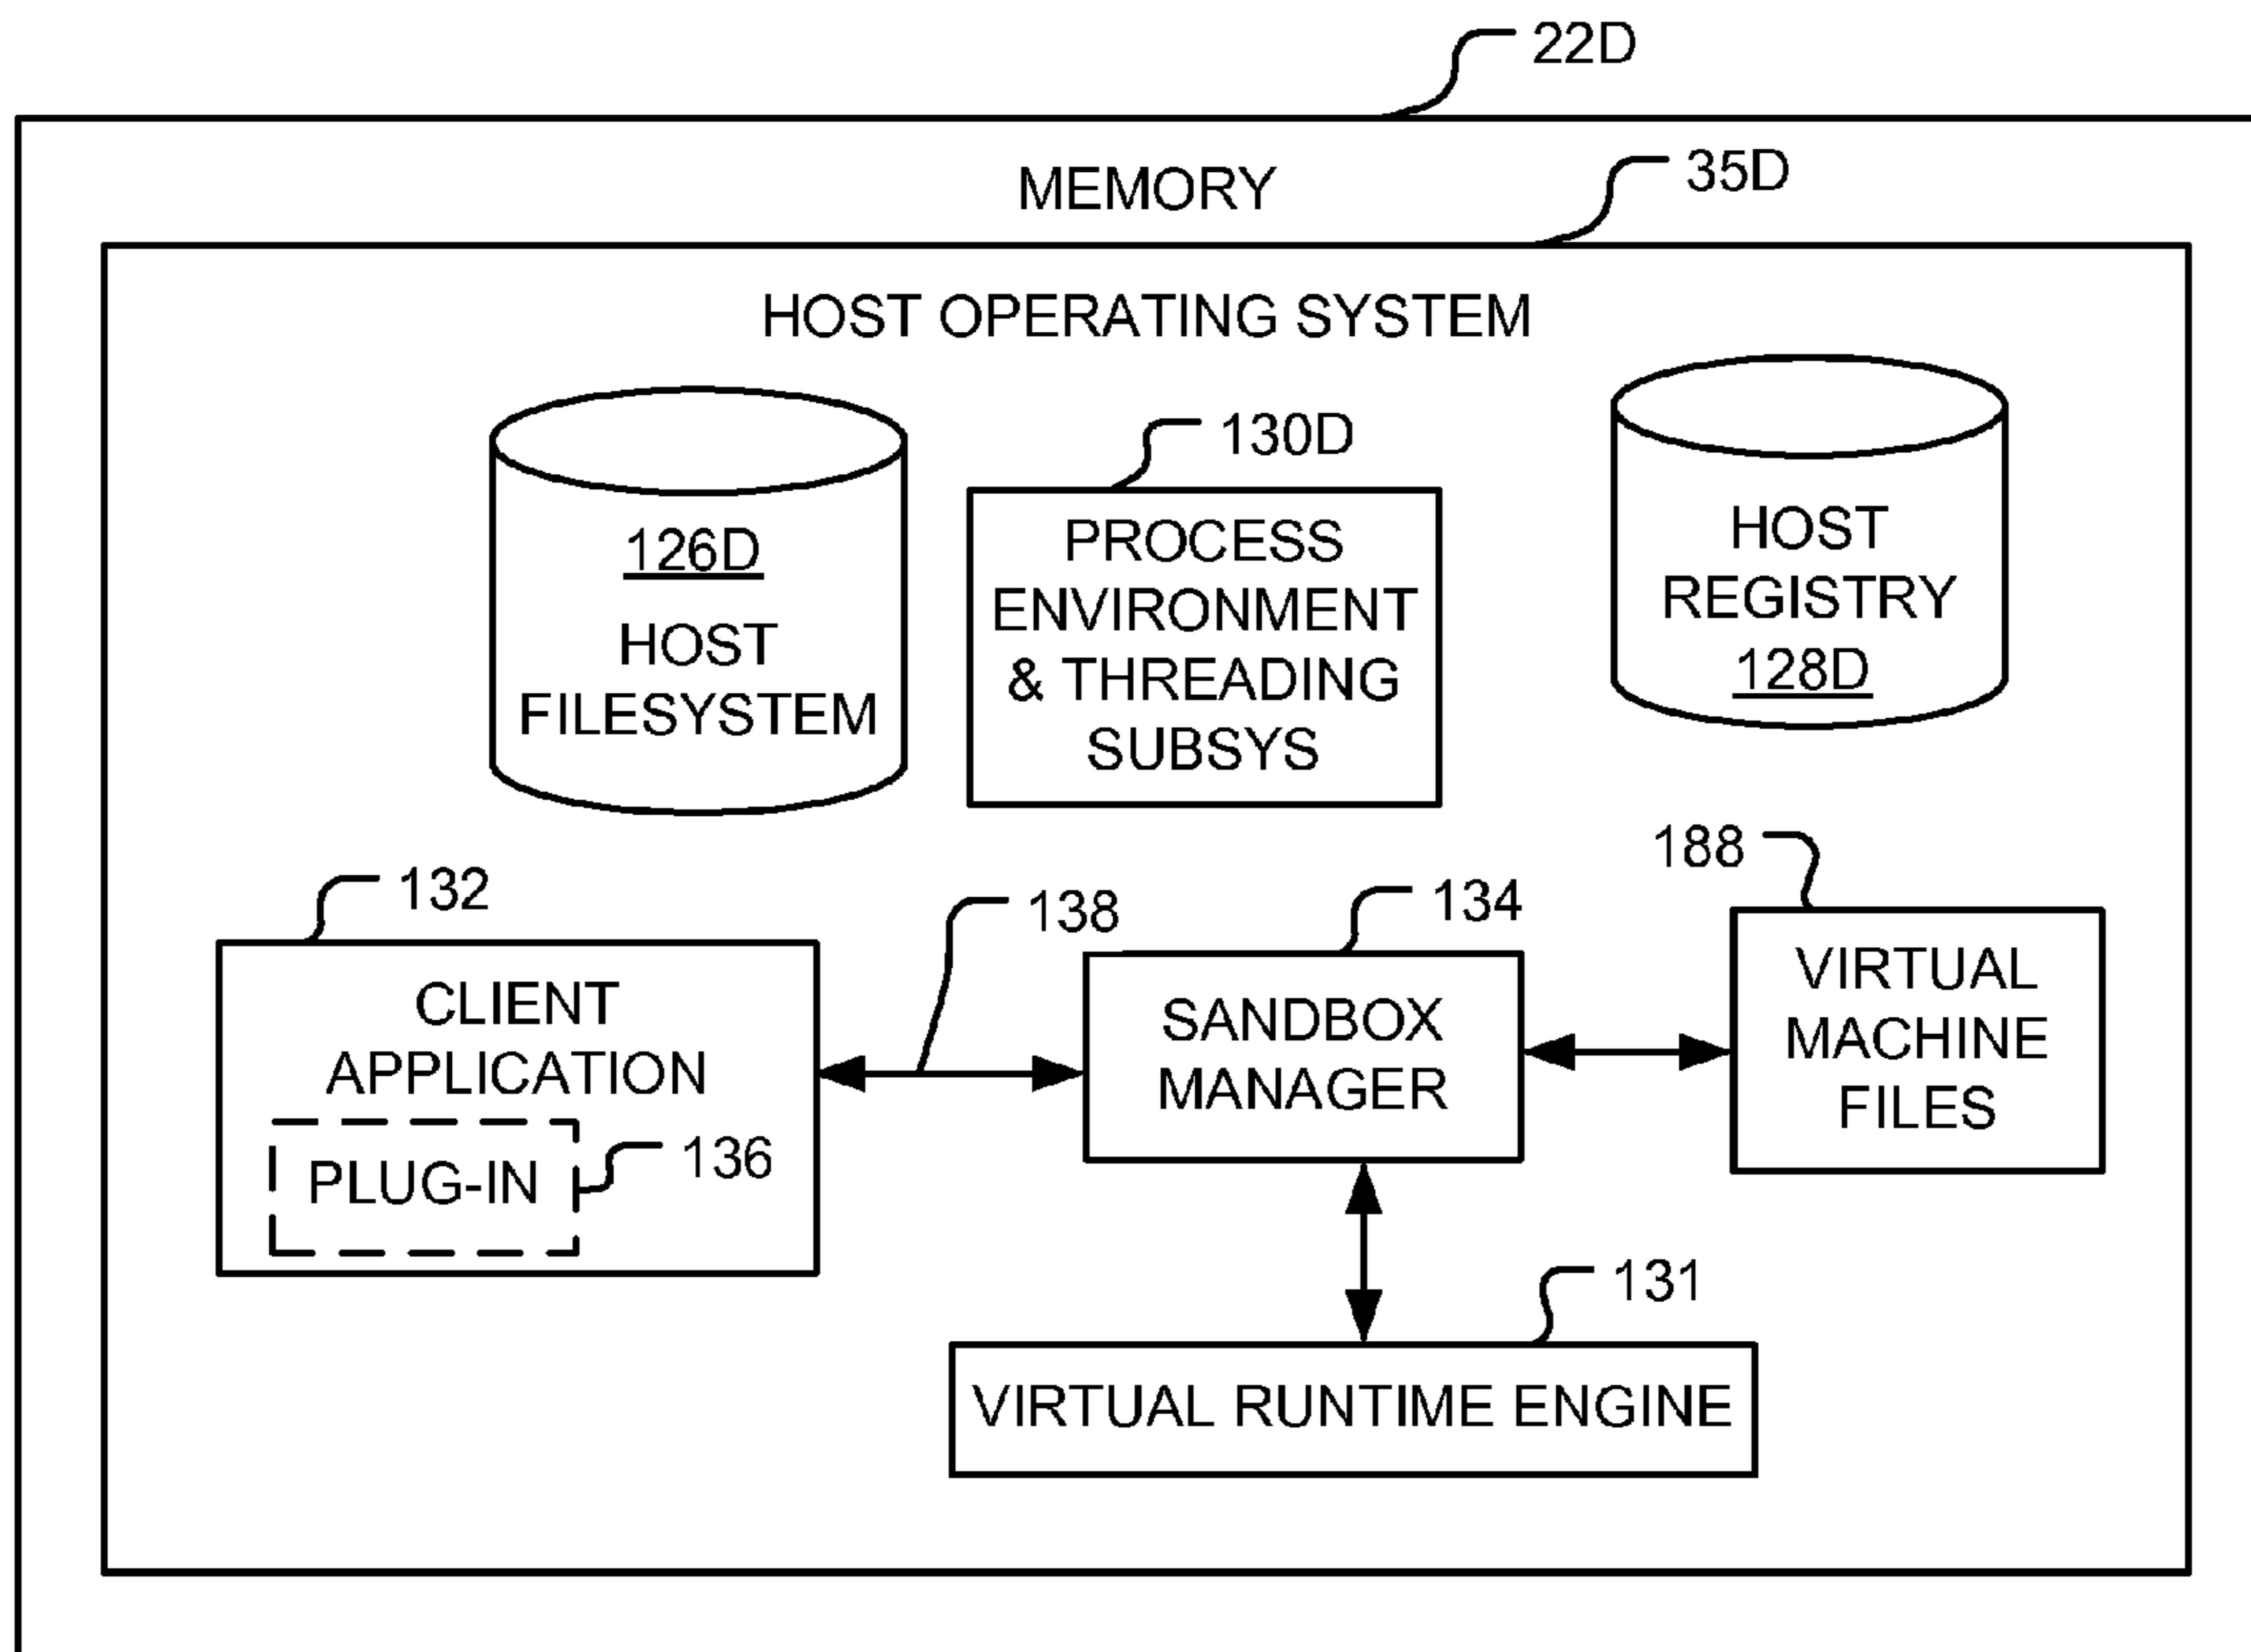 22D
MEMORY
35D
HOST OPERATING SYSTEM
126D
HOST
FILESYSTEM
130D
PROCESS
ENVIRONMENT
& THREADING
SUBSYS
HOST
REGISTRY
128D
132
CLIENT
APPLICATION
PLUG-IN
136
138
134
SANDBOX
MANAGER
188
VIRTUAL
MACHINE
FILES
131
VIRTUAL RUNTIME ENGINE